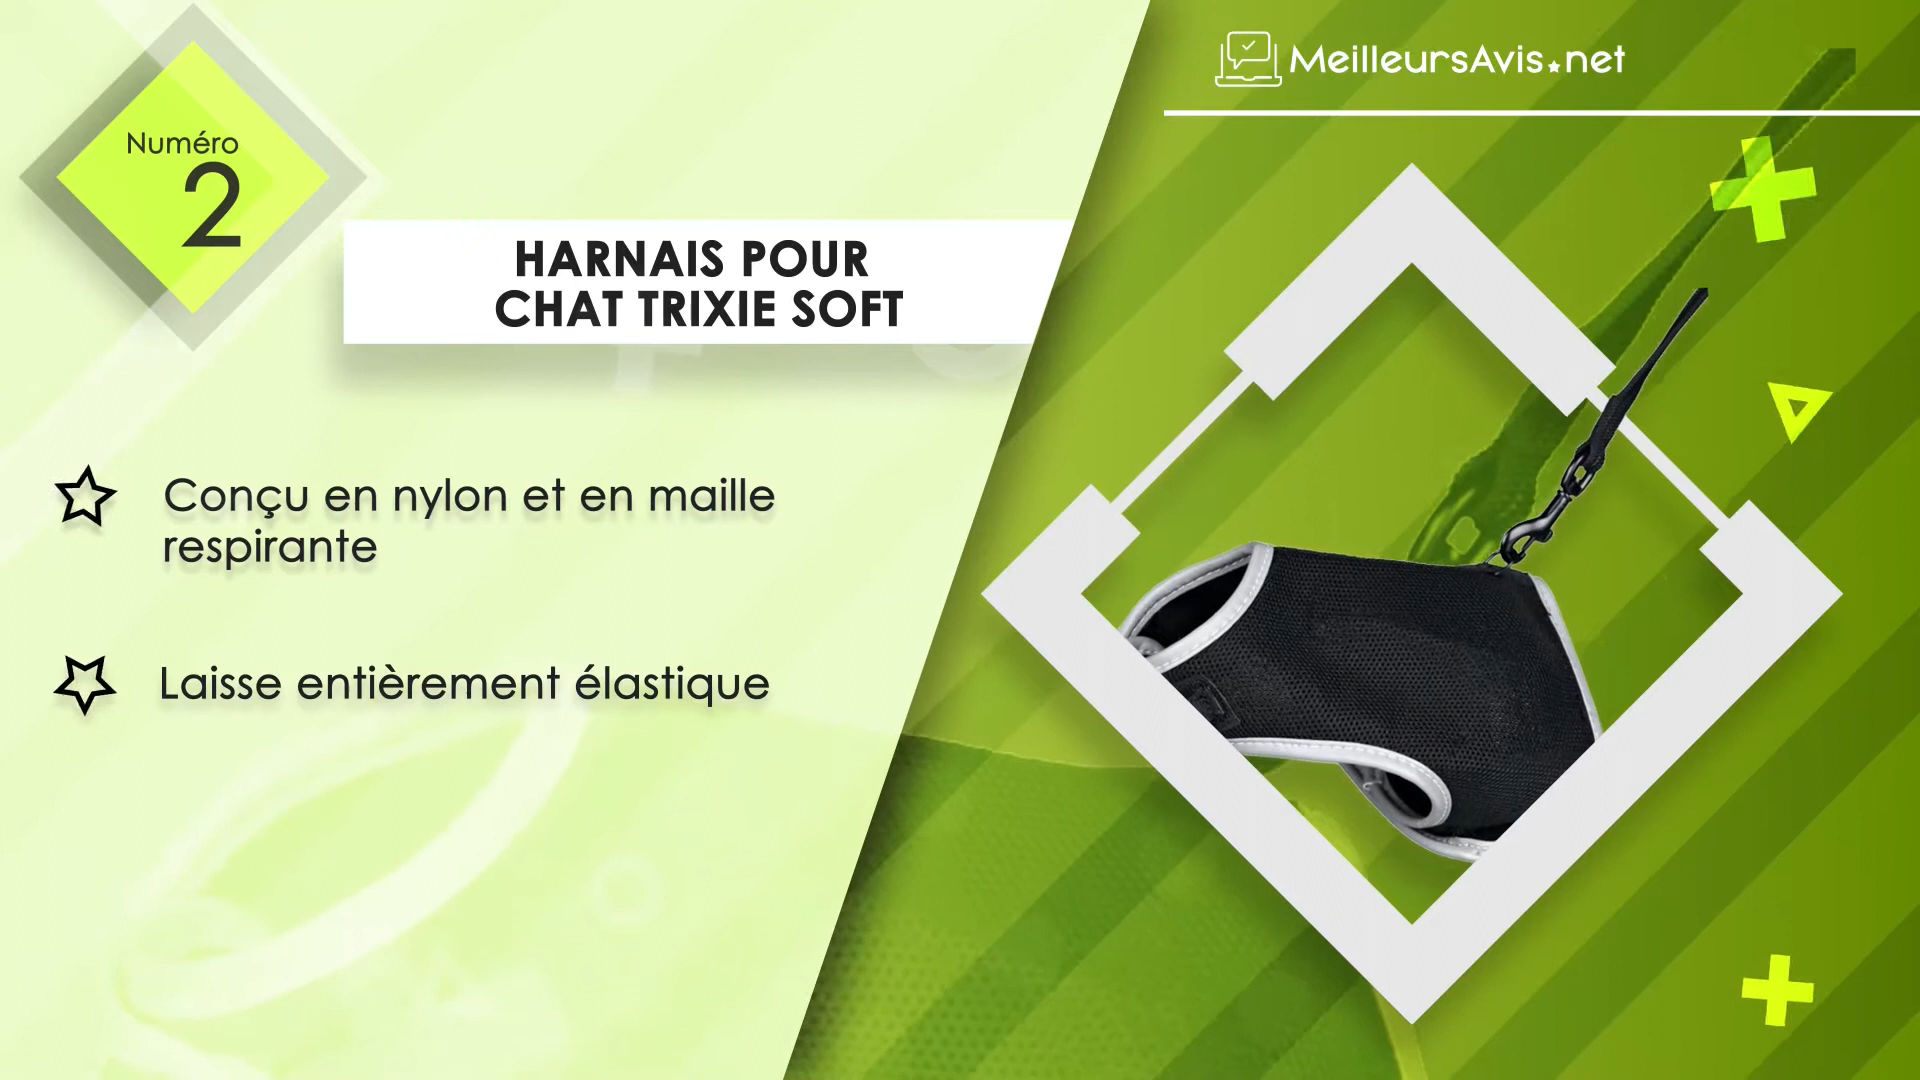 Numéro
2
MeilleursAvis.net
HARNAIS POUR
CHAT TRIXIE SOFT
Conçu en nylon et en maille
respirante
Laisse entièrement élastique